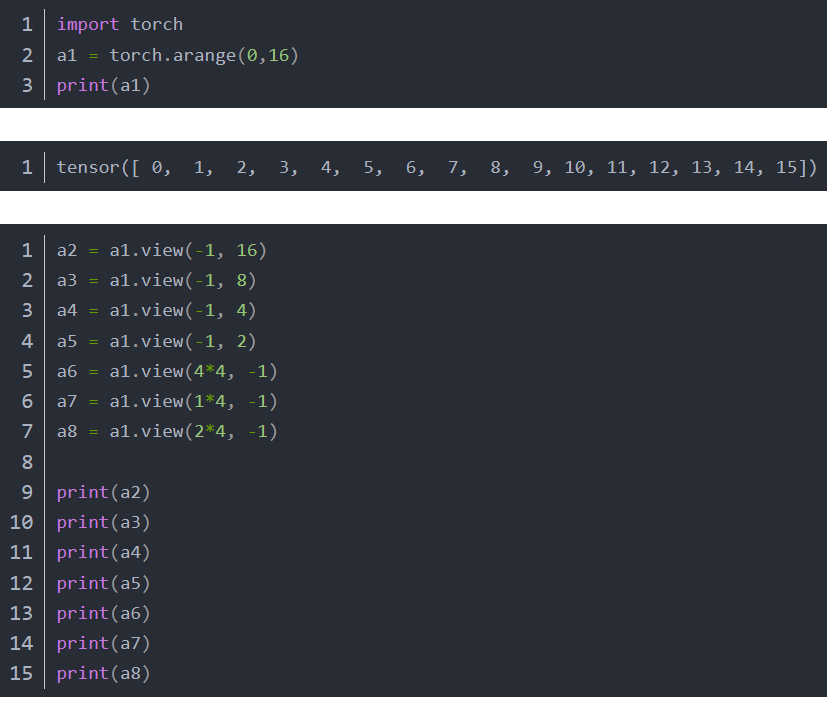 1 import torch
2 a1 = torch.arange(0,16)
3 print(a1)
1 tensor([ 0,  1,  2,  3,  4,  5,  6,  7,  8,  9, 10, 11, 12, 13, 14, 15])
1 a2 = a1.view(-1, 16)
2 a3 = a1.view(-1, 8)
3 a4 = a1.view(-1, 4)
4 a5 = a1.view(-1, 2)
5 a6 = a1.view(4*4, -1)
6 a7 = a1.view(1*4, -1)
7 a8 = a1.view(2*4, -1)
8
9 print(a2)
10 print(a3)
11 print(a4)
12 print(a5)
13 print(a6)
14 print(a7)
15 print(a8)